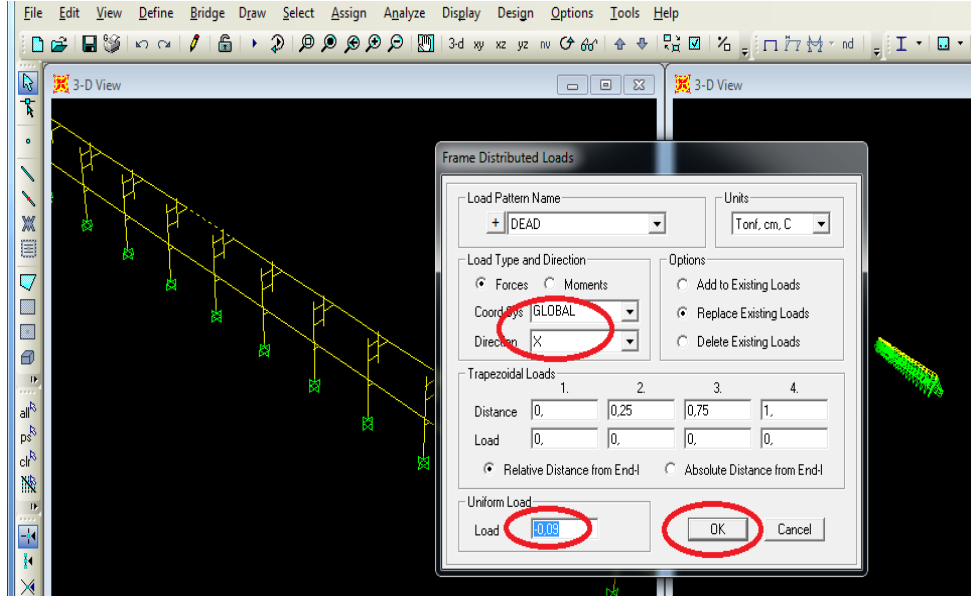 File Edit View Define Bridge Draw Select Assign Analyze Display Design Options Tools Help
3-d xy xz yz nv nd
3-D View
3-D View
all
ps
clr
Frame Distributed Loads
Load Pattern Name
+ DEAD
Units
Tonf, cm, C
Load Type and Direction
Forces Moments
Coord Sys GLOBAL
Direction X
Options
Add to Existing Loads
Replace Existing Loads
Delete Existing Loads
Trapezoidal Loads
1. 2. 3. 4.
Distance 0, 0,25 0,75 1,
Load 0, 0, 0, 0,
Relative Distance from End-I Absolute Distance from End-I
Uniform Load
Load -0.09
OK Cancel